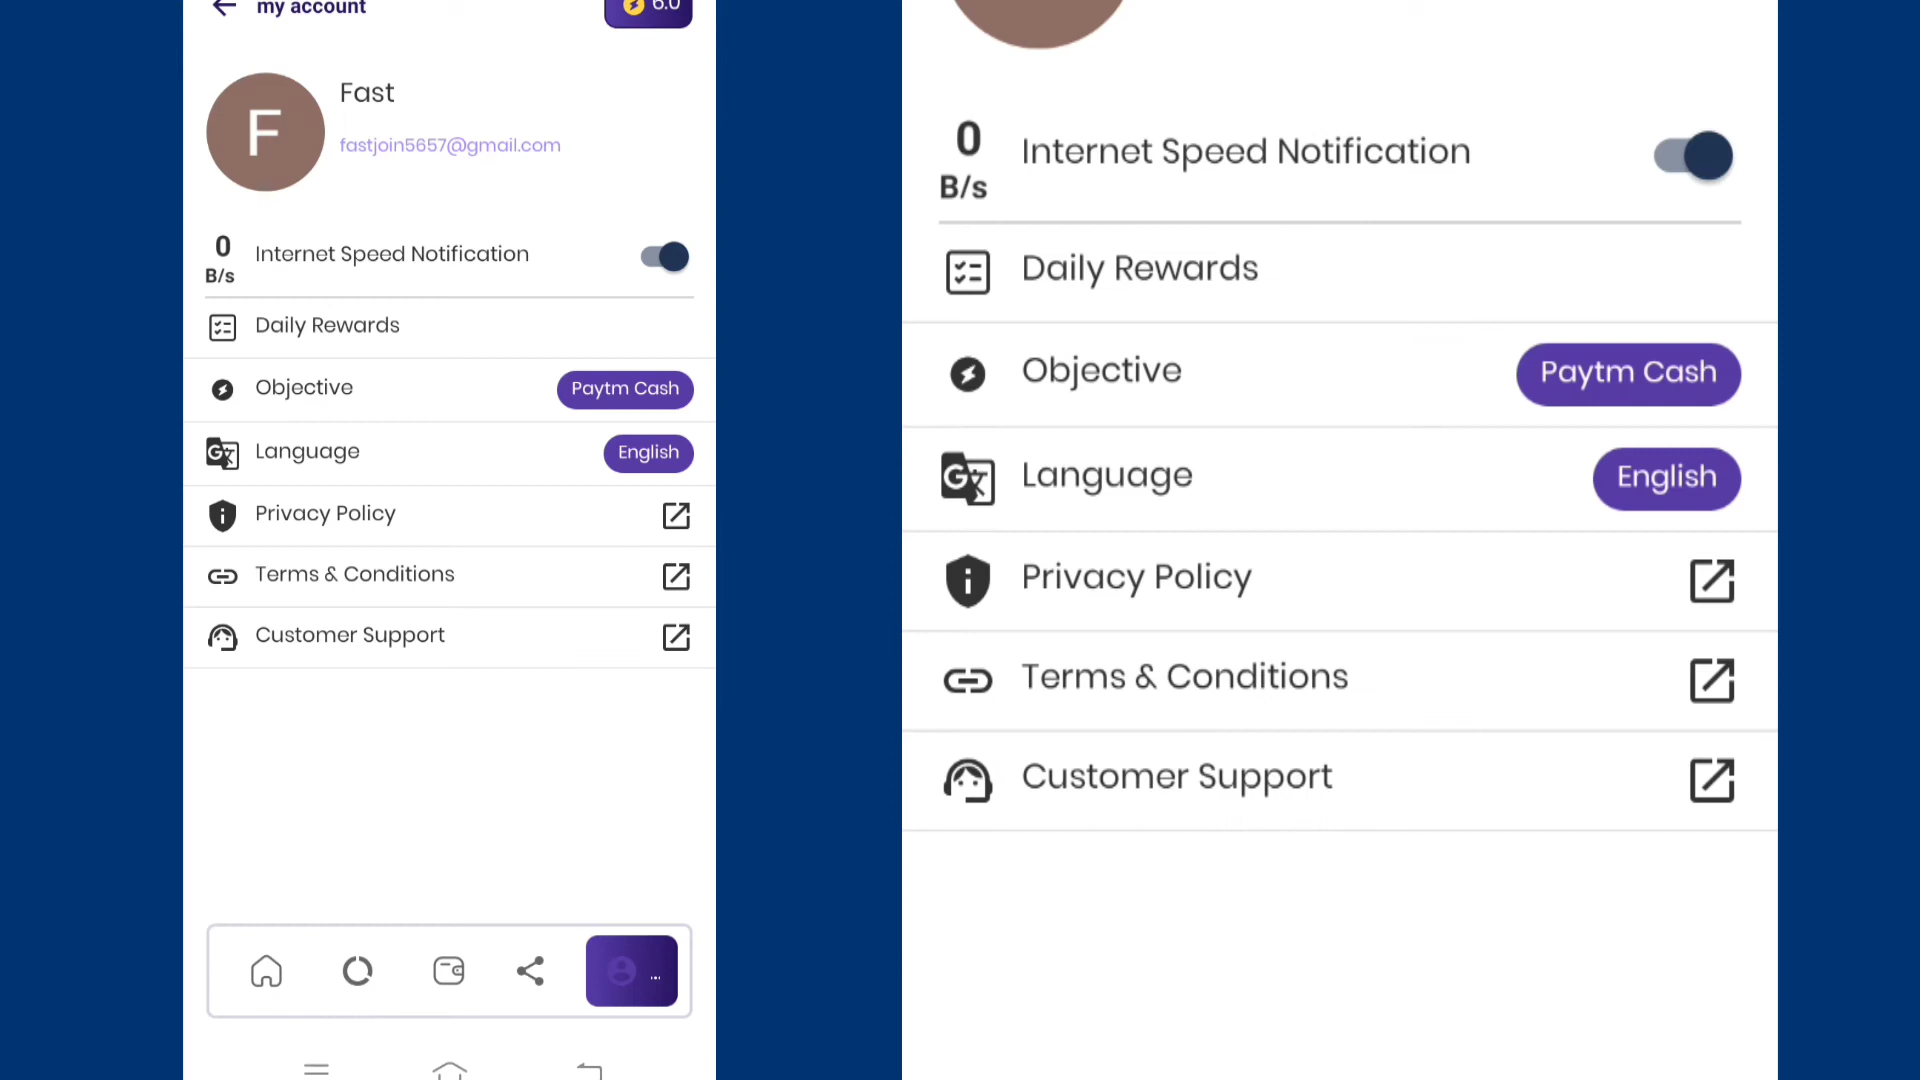 my account
6.0
F
Fast
fastjoin5657@gmail.com
0
B/s
Internet Speed Notification
Daily Rewards
Objective
Paytm Cash
Language
English
Privacy Policy
Terms & Conditions
Customer Support
...
0
B/s
Internet Speed Notification
Daily Rewards
Objective
Paytm Cash
Language
English
Privacy Policy
Terms & Conditions
Customer Support